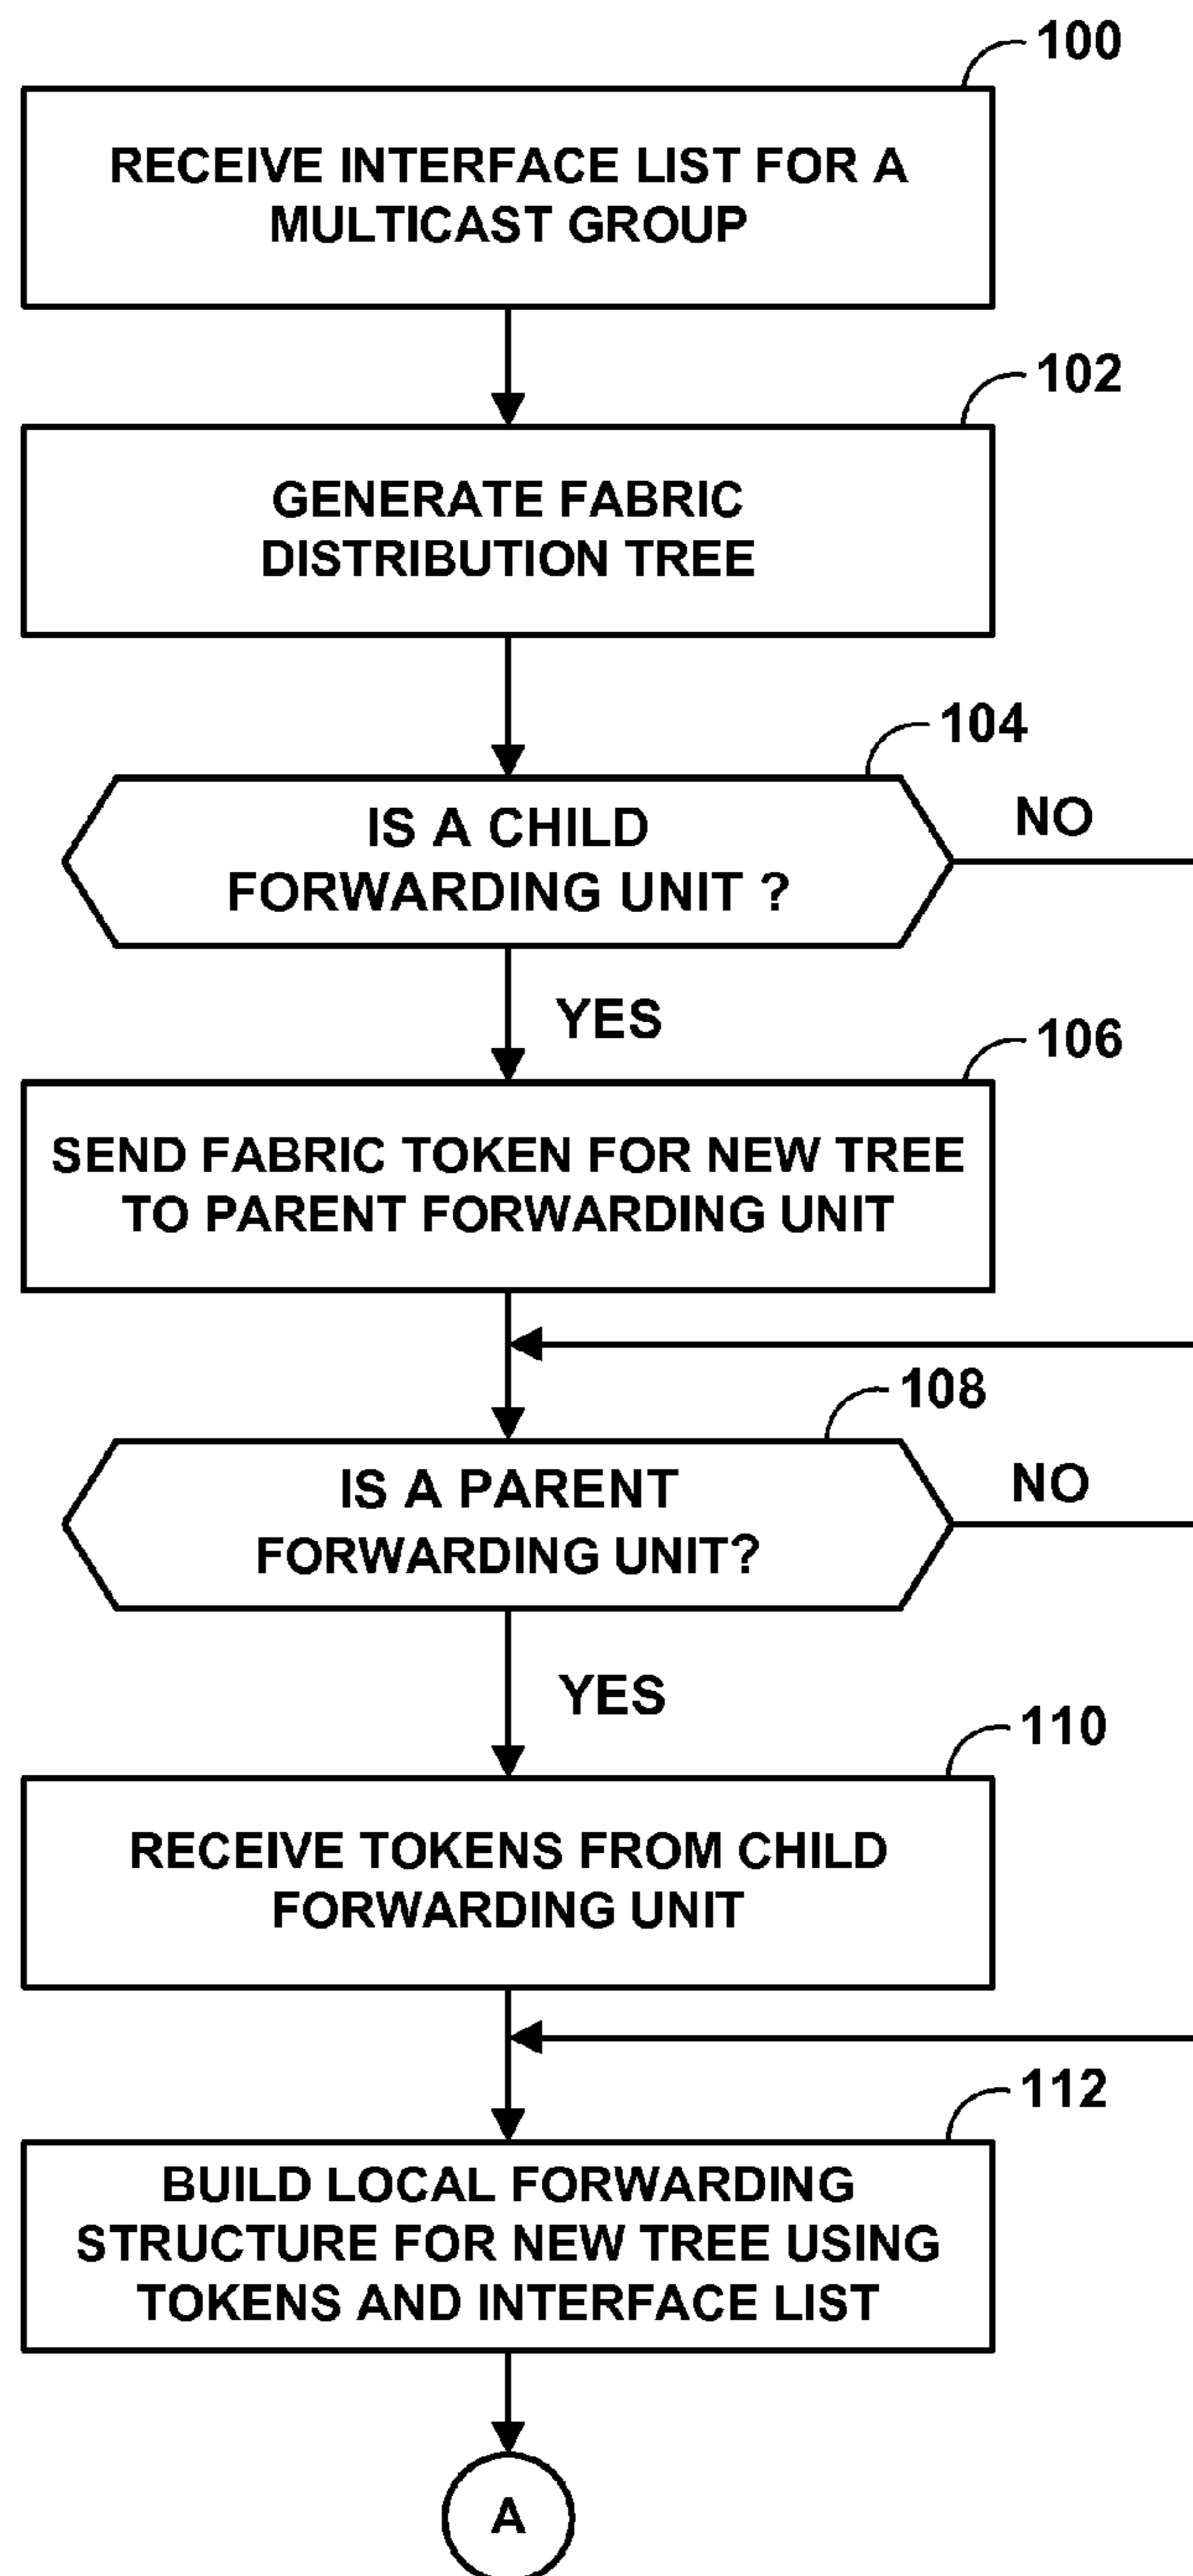 100
RECEIVE INTERFACE LIST FOR A
MULTICAST GROUP
102
GENERATE FABRIC
DISTRIBUTION TREE
104
IS A CHILD
FORWARDING UNIT ?
NO
YES
106
SEND FABRIC TOKEN FOR NEW TREE
TO PARENT FORWARDING UNIT
108
IS A PARENT
FORWARDING UNIT?
NO
YES
110
RECEIVE TOKENS FROM CHILD
FORWARDING UNIT
112
BUILD LOCAL FORWARDING
STRUCTURE FOR NEW TREE USING
TOKENS AND INTERFACE LIST
A